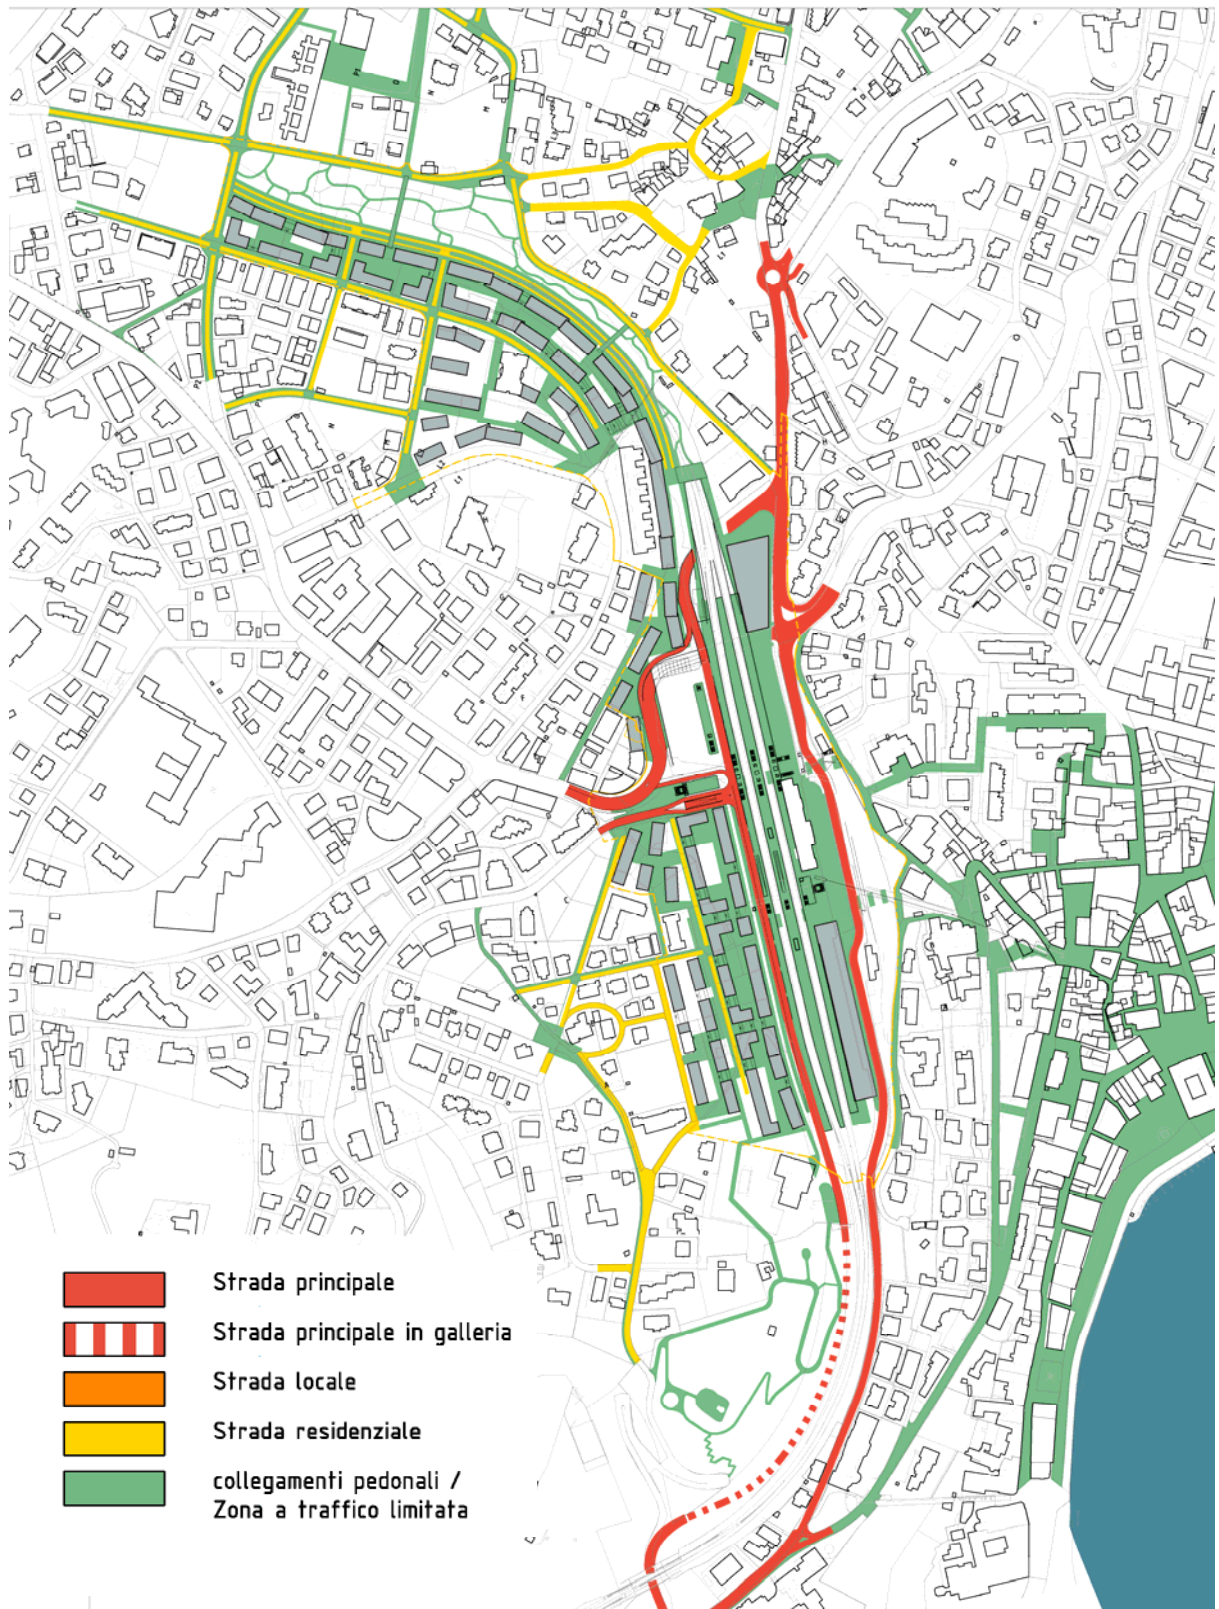 Strada principale
Strada principale in galleria
Strada locale
Strada residenziale
collegamenti pedonali /
Zona a traffico limitata